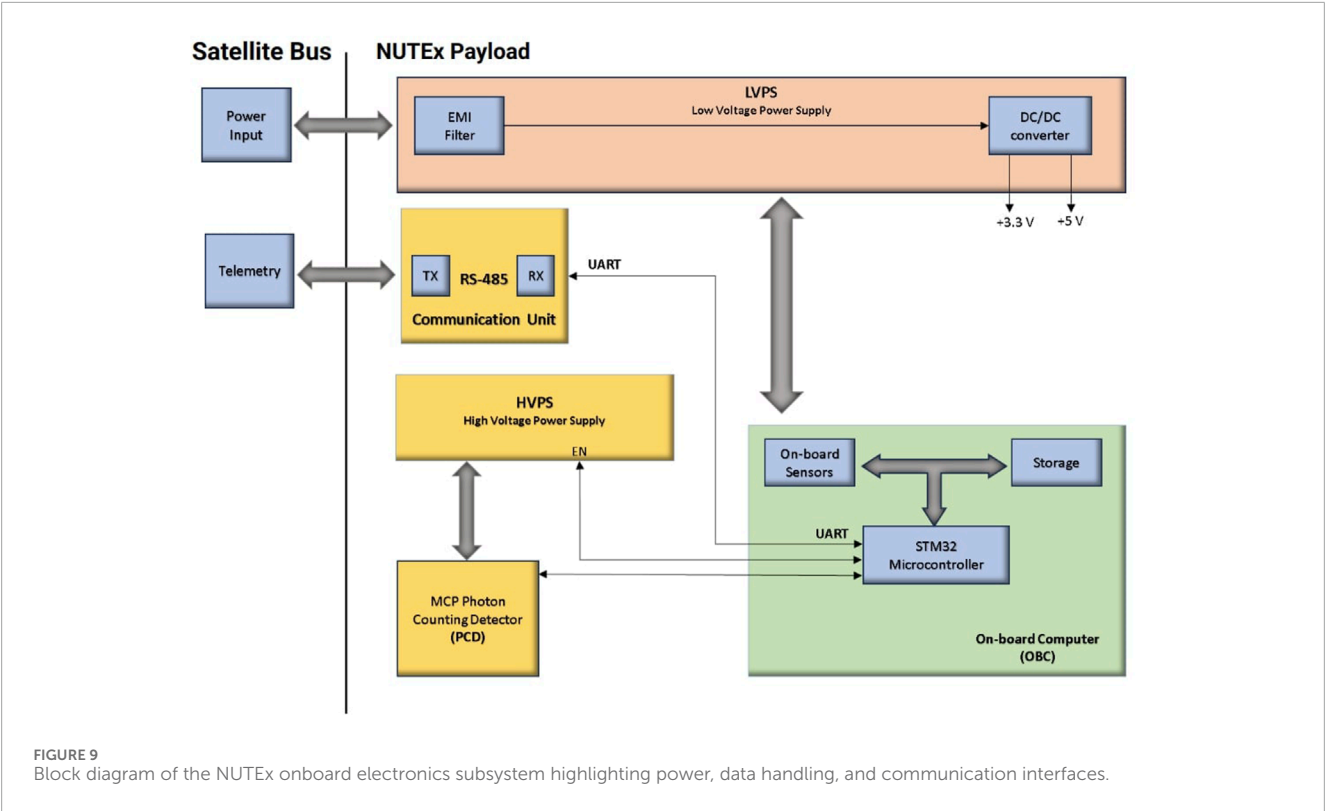 Satellite Bus
NUTEx Payload
Power
Input
LVPS
Low Voltage Power Supply
EMI
Filter
DC/DC
converter
+3.3 V
+5 V
Telemetry
TX
RS-485
RX
Communication Unit
UART
HVPS
High Voltage Power Supply
EN
On-board
Sensors
Storage
UART
STM32
Microcontroller
MCP Photon
Counting Detector
(PCD)
On-board Computer
(OBC)
FIGURE 9
Block diagram of the NUTEx onboard electronics subsystem highlighting power, data handling, and communication interfaces.